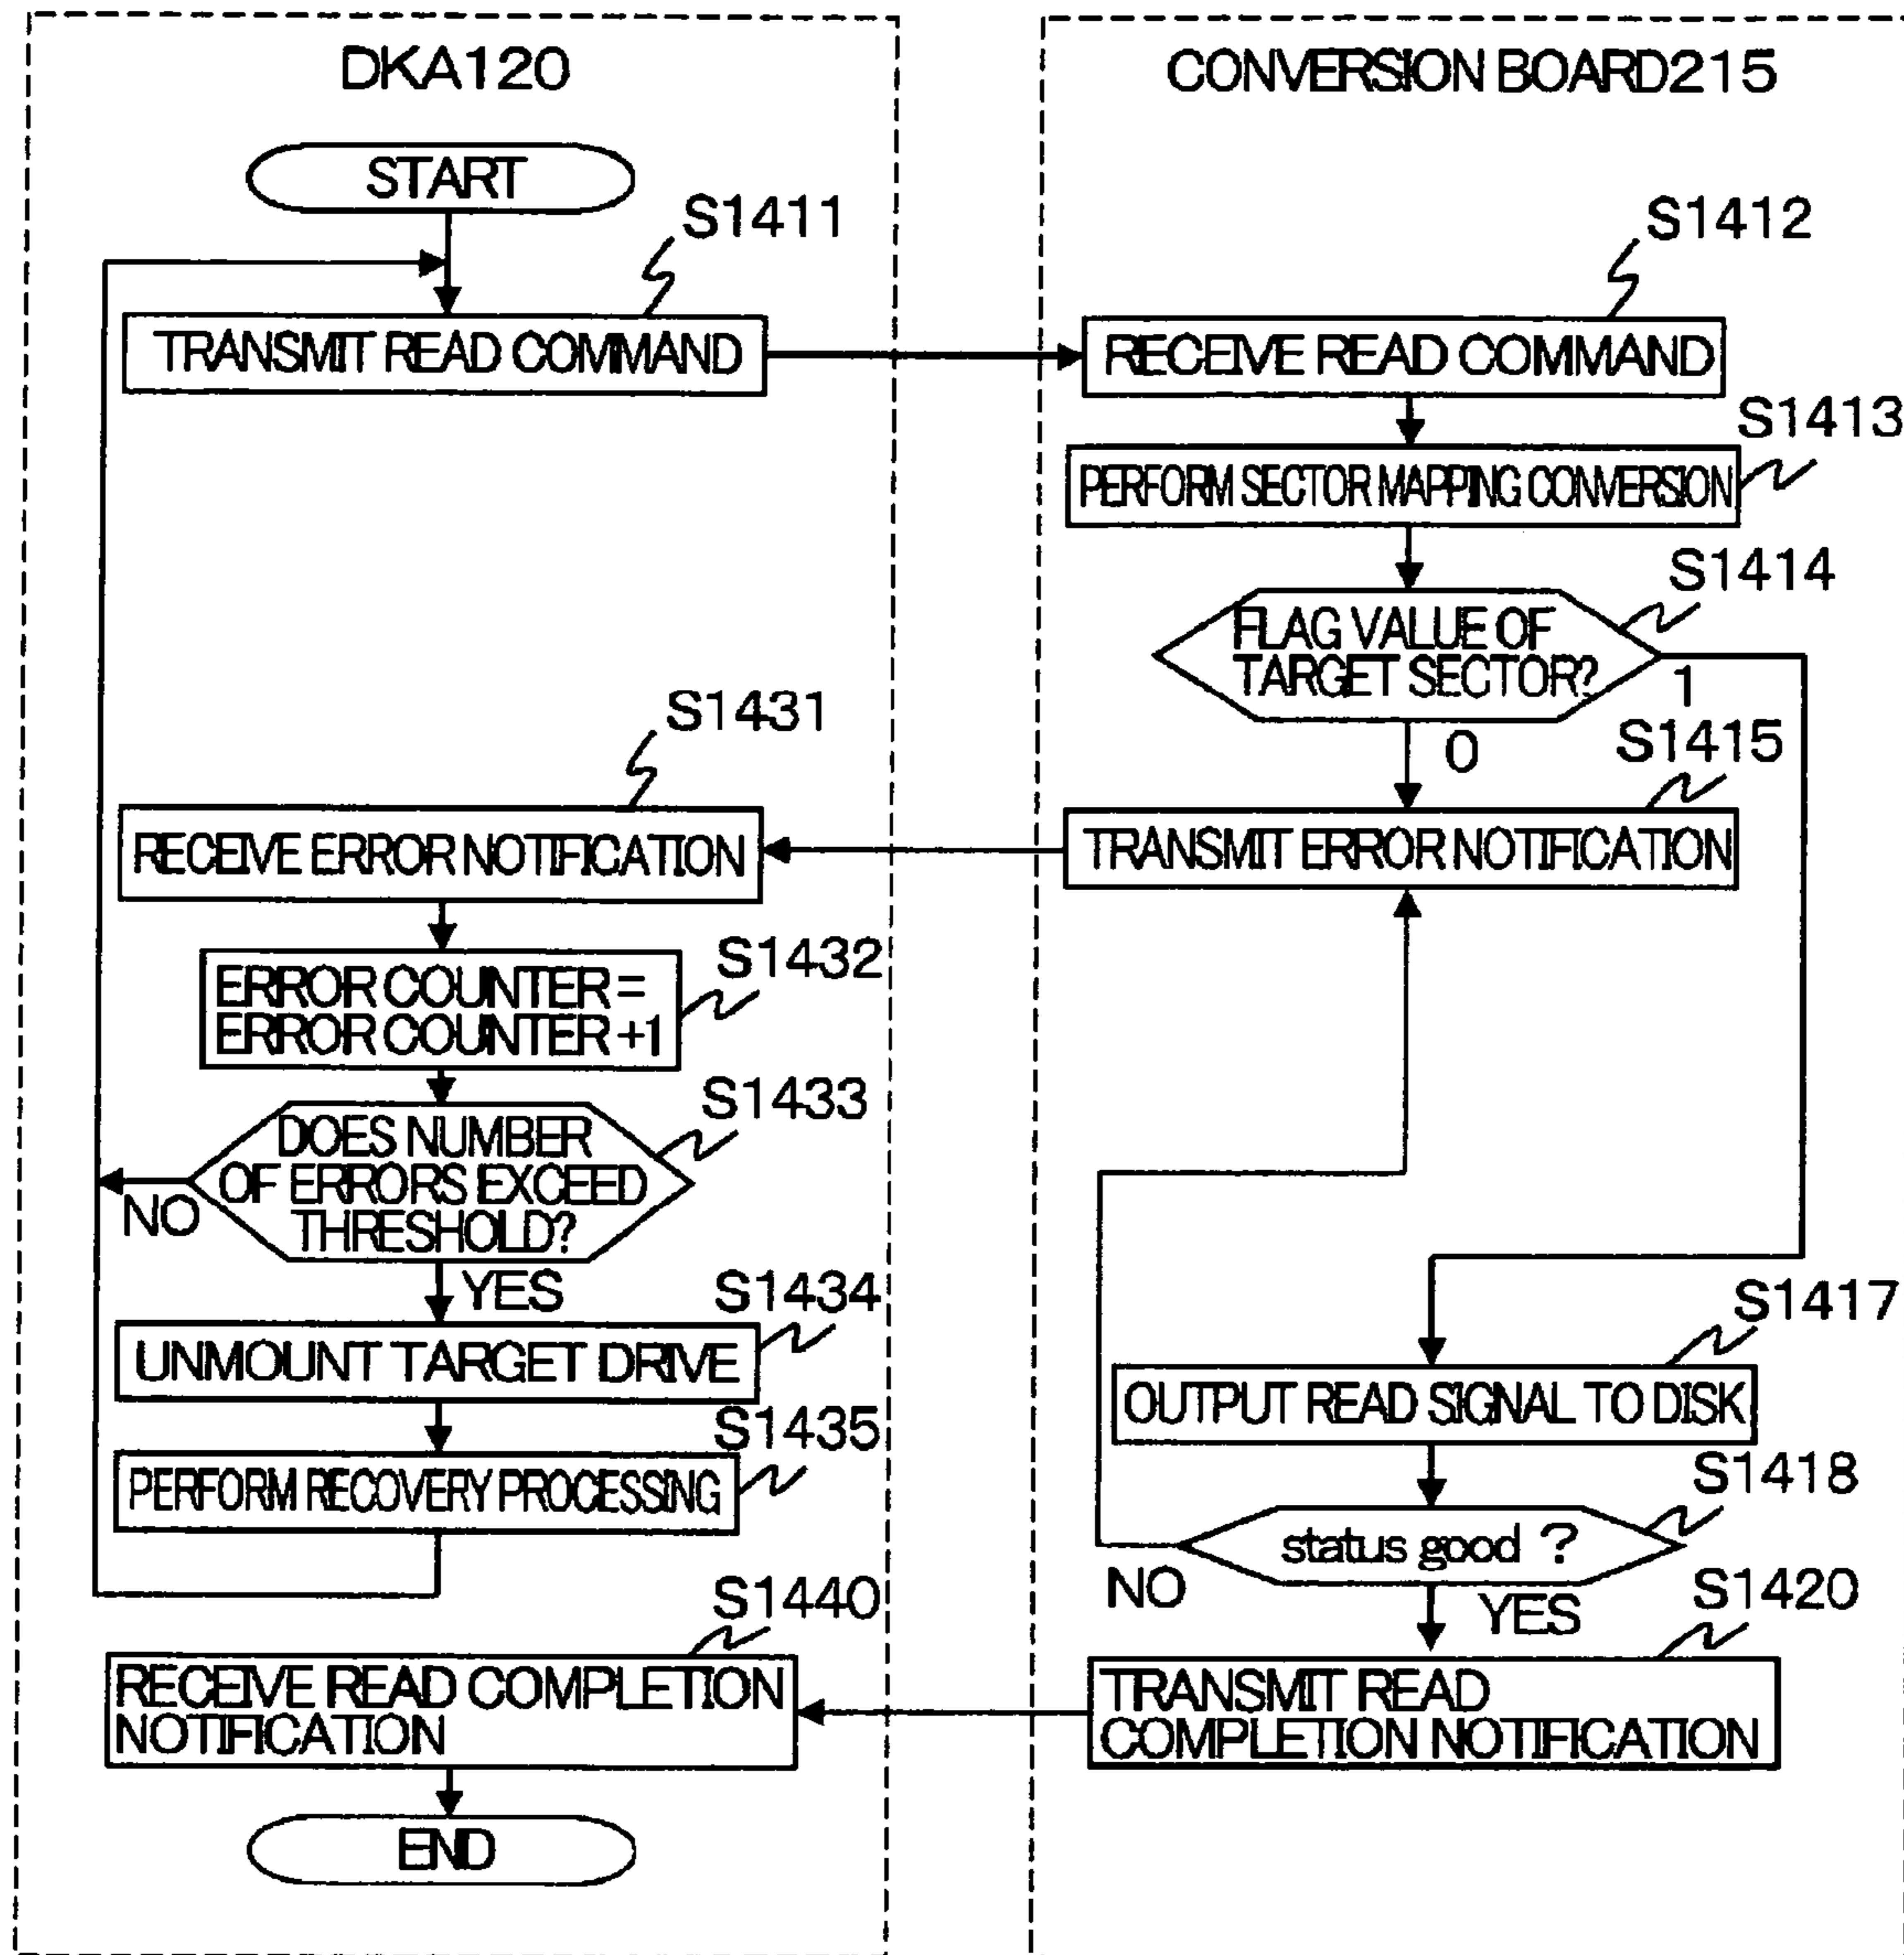 DKA120
START
S1411
TRANSMIT READ COMMAND
S1431
RECEIVE ERROR NOTIFICATION
S1432
ERROR COUNTER =
ERROR COUNTER +1
S1433
DOES NUMBER
OF ERRORS EXCEED
THRESHOLD?
NO
YES
S1434
UNMOUNT TARGET DRIVE
S1435
PERFORM RECOVERY PROCESSING
S1440
RECEIVE READ COMPLETION
NOTIFICATION
END
CONVERSION BOARD215
S1412
RECEIVE READ COMMAND
S1413
PERFORM SECTOR MAPPING CONVERSION
S1414
FLAG VALUE OF
TARGET SECTOR?
1
0
S1415
TRANSMIT ERROR NOTIFICATION
S1417
OUTPUT READ SIGNAL TO DISK
S1418
status good ?
NO
YES
S1420
TRANSMIT READ
COMPLETION NOTIFICATION